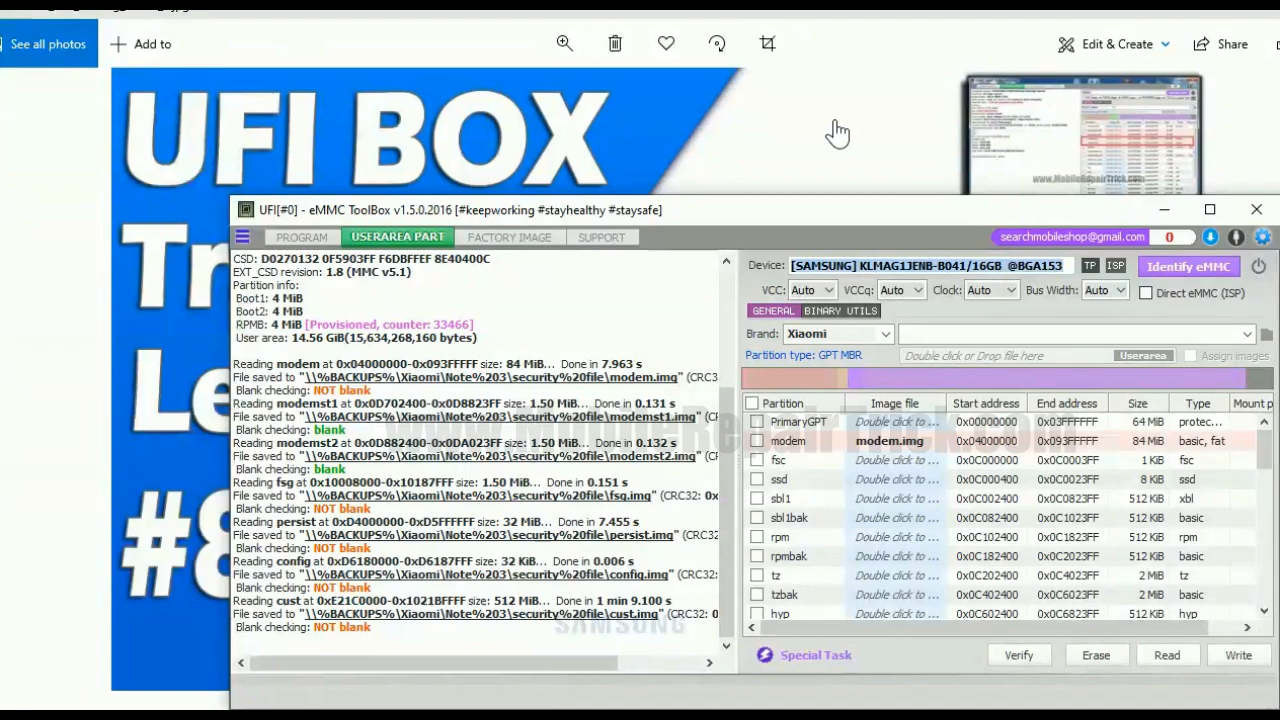 See all photos
Add to
Edit & Create
Share
UFI BOX
www.MobileRepairTrick.com
Tr
Le
#8
UFI[#0] - eMMC ToolBox v1.5.0.2016 [#keepworking #stayhealthy #staysafe]
PROGRAM USERAREA PART FACTORY IMAGE SUPPORT
searchmobileshop@gmail.com 0
CSD: D0270132 0F5903FF F6DBFFEF 8E40400C
EXT_CSD revision: 1.8 (MMC v5.1)
Partition info:
Boot1: 4 MiB
Boot2: 4 MiB
RPMB: 4 MiB [Provisioned, counter: 33466]
User area: 14.56 GiB(15,634,268,160 bytes)
Reading modem at 0x04000000-0x093FFFFF size: 84 MiB... Done in 7.963 s
File saved to "\\%BACKUPS%\Xiaomi\Note%203\security%20file\modem.img" (CRC3
Blank checking: NOT blank
Reading modemst1 at 0x0D702400-0x0D8823FF size: 1.50 MiB... Done in 0.131 s
File saved to "\\%BACKUPS%\Xiaomi\Note%203\security%20file\modemst1.img" (
Blank checking: blank
Reading modemst2 at 0x0D882400-0x0DA023FF size: 1.50 MiB... Done in 0.132 s
File saved to "\\%BACKUPS%\Xiaomi\Note%203\security%20file\modemst2.img" (
Blank checking: blank
Reading fsg at 0x10008000-0x10187FFF size: 1.50 MiB... Done in 0.151 s
File saved to "\\%BACKUPS%\Xiaomi\Note%203\security%20file\fsg.img" (CRC32: 0x
Blank checking: NOT blank
Reading persist at 0xD4000000-0xD5FFFFFF size: 32 MiB... Done in 7.455 s
File saved to "\\%BACKUPS%\Xiaomi\Note%203\security%20file\persist.img" (CRC32:
Blank checking: NOT blank
Reading config at 0xD6180000-0xD6187FFF size: 32 KiB... Done in 0.006 s
File saved to "\\%BACKUPS%\Xiaomi\Note%203\security%20file\config.img" (CRC32:
Blank checking: NOT blank
Reading cust at 0xE21C0000-0x1021BFFFF size: 512 MiB... Done in 1 min 9.100 s
File saved to "\\%BACKUPS%\Xiaomi\Note%203\security%20file\cust.img" (CRC32: 0
Blank checking: NOT blank
SAMSUNG
Device: [SAMSUNG] KLMAG1JENB-B041/16GB @BGA153 TP ISP Identify eMMC
VCC: Auto VCCq: Auto Clock: Auto Bus Width: Auto Direct eMMC (ISP)
GENERAL BINARY UTILS
Brand: Xiaomi
Partition type: GPT MBR Double click or Drop file here Userarea Assign images
Partition Image file Start address End address Size Type Mount p
PrimaryGPT Double click to ... 0x00000000 0x03FFFFFF 64 MiB protec...
modem modem.img 0x04000000 0x093FFFFF 84 MiB basic, fat
fsc Double click to ... 0x0C000000 0x0C0003FF 1 KiB fsc
ssd Double click to ... 0x0C000400 0x0C0023FF 8 KiB ssd
sbl1 Double click to ... 0x0C002400 0x0C0823FF 512 KiB xbl
sbl1bak Double click to ... 0x0C082400 0x0C1023FF 512 KiB basic
rpm Double click to ... 0x0C102400 0x0C1823FF 512 KiB rpm
rpmbak Double click to ... 0x0C182400 0x0C2023FF 512 KiB basic
tz Double click to ... 0x0C202400 0x0C4023FF 2 MiB tz
tzbak Double click to ... 0x0C402400 0x0C6023FF 2 MiB basic
hyp Double click to ... 0x0C602400 0x0C6823FF 512 KiB hyp
www.MobileRepairTrick.com
Special Task Verify Erase Read Write